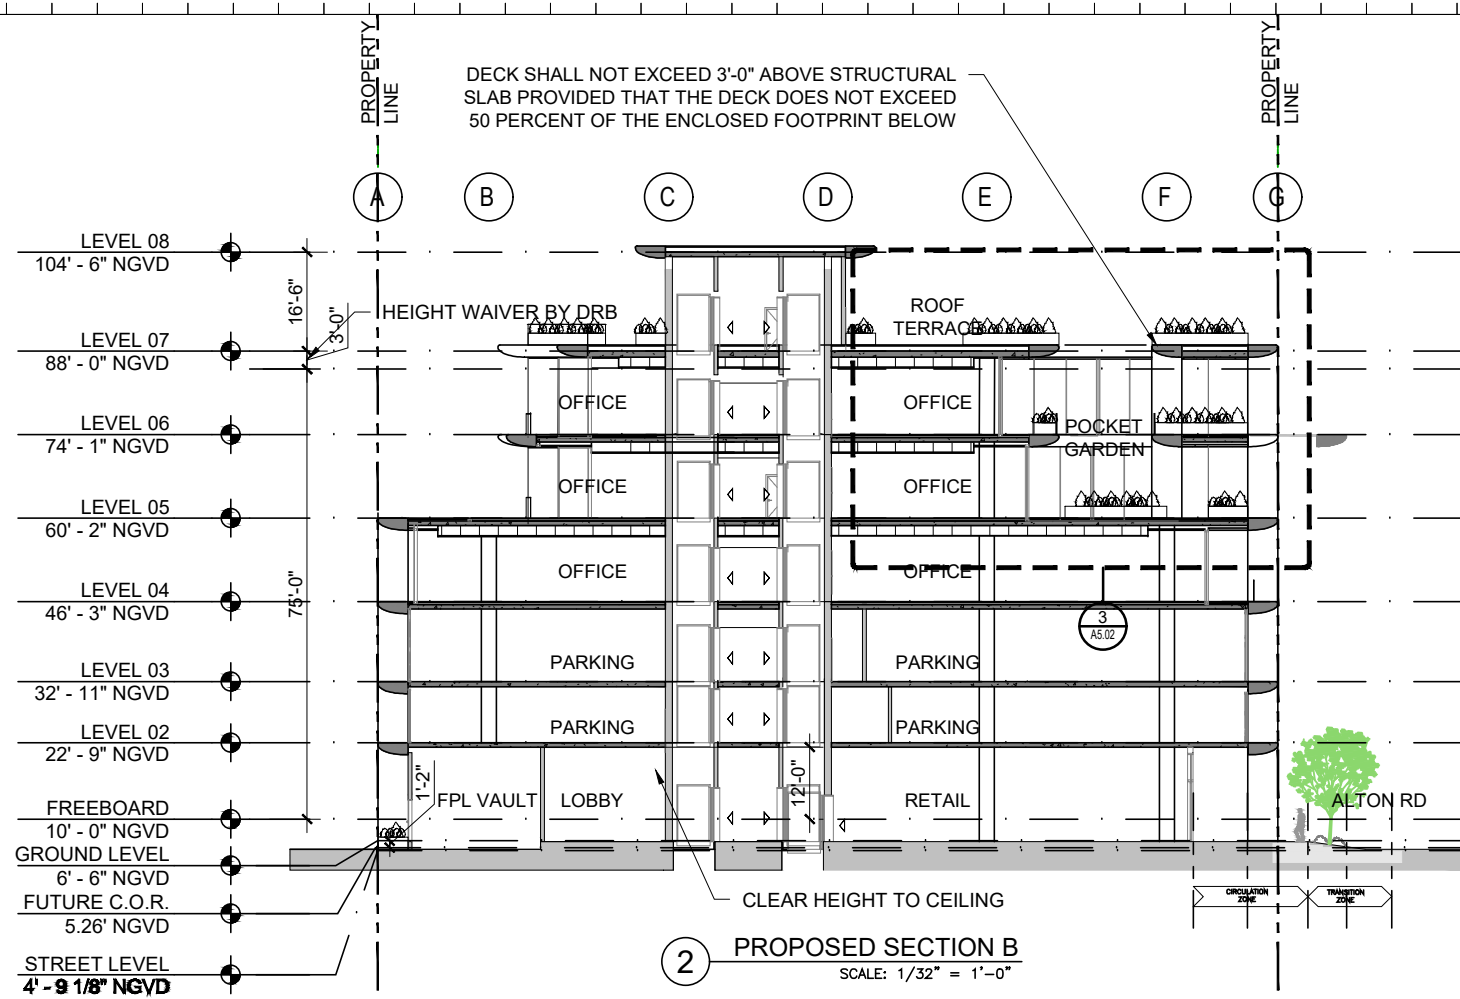 PROPERTY
LINE
PROPERTY
LINE
DECK SHALL NOT EXCEED 3'-0" ABOVE STRUCTURAL
SLAB PROVIDED THAT THE DECK DOES NOT EXCEED
50 PERCENT OF THE ENCLOSED FOOTPRINT BELOW
A
B
C
D
E
F
G
LEVEL 08
104' - 6" NGVD
16'-6"
3'-0"
HEIGHT WAIVER BY DRB
ROOF
TERRACE
LEVEL 07
88' - 0" NGVD
OFFICE
OFFICE
LEVEL 06
74' - 1" NGVD
POCKET
GARDEN
OFFICE
OFFICE
LEVEL 05
60' - 2" NGVD
OFFICE
OFFICE
75'-0"
LEVEL 04
46' - 3" NGVD
3
A5.02
PARKING
PARKING
LEVEL 03
32' - 11" NGVD
PARKING
PARKING
LEVEL 02
22' - 9" NGVD
1'-2"
12'-0"
FPL VAULT
LOBBY
RETAIL
ALTON RD
FREEBOARD
10' - 0" NGVD
GROUND LEVEL
6' - 6" NGVD
FUTURE C.O.R.
5.26' NGVD
STREET LEVEL
4' - 9 1/8" NGVD
CLEAR HEIGHT TO CEILING
CIRCULATION
ZONE
TRANSITION
ZONE
2
PROPOSED SECTION B
SCALE: 1/32" = 1'-0"